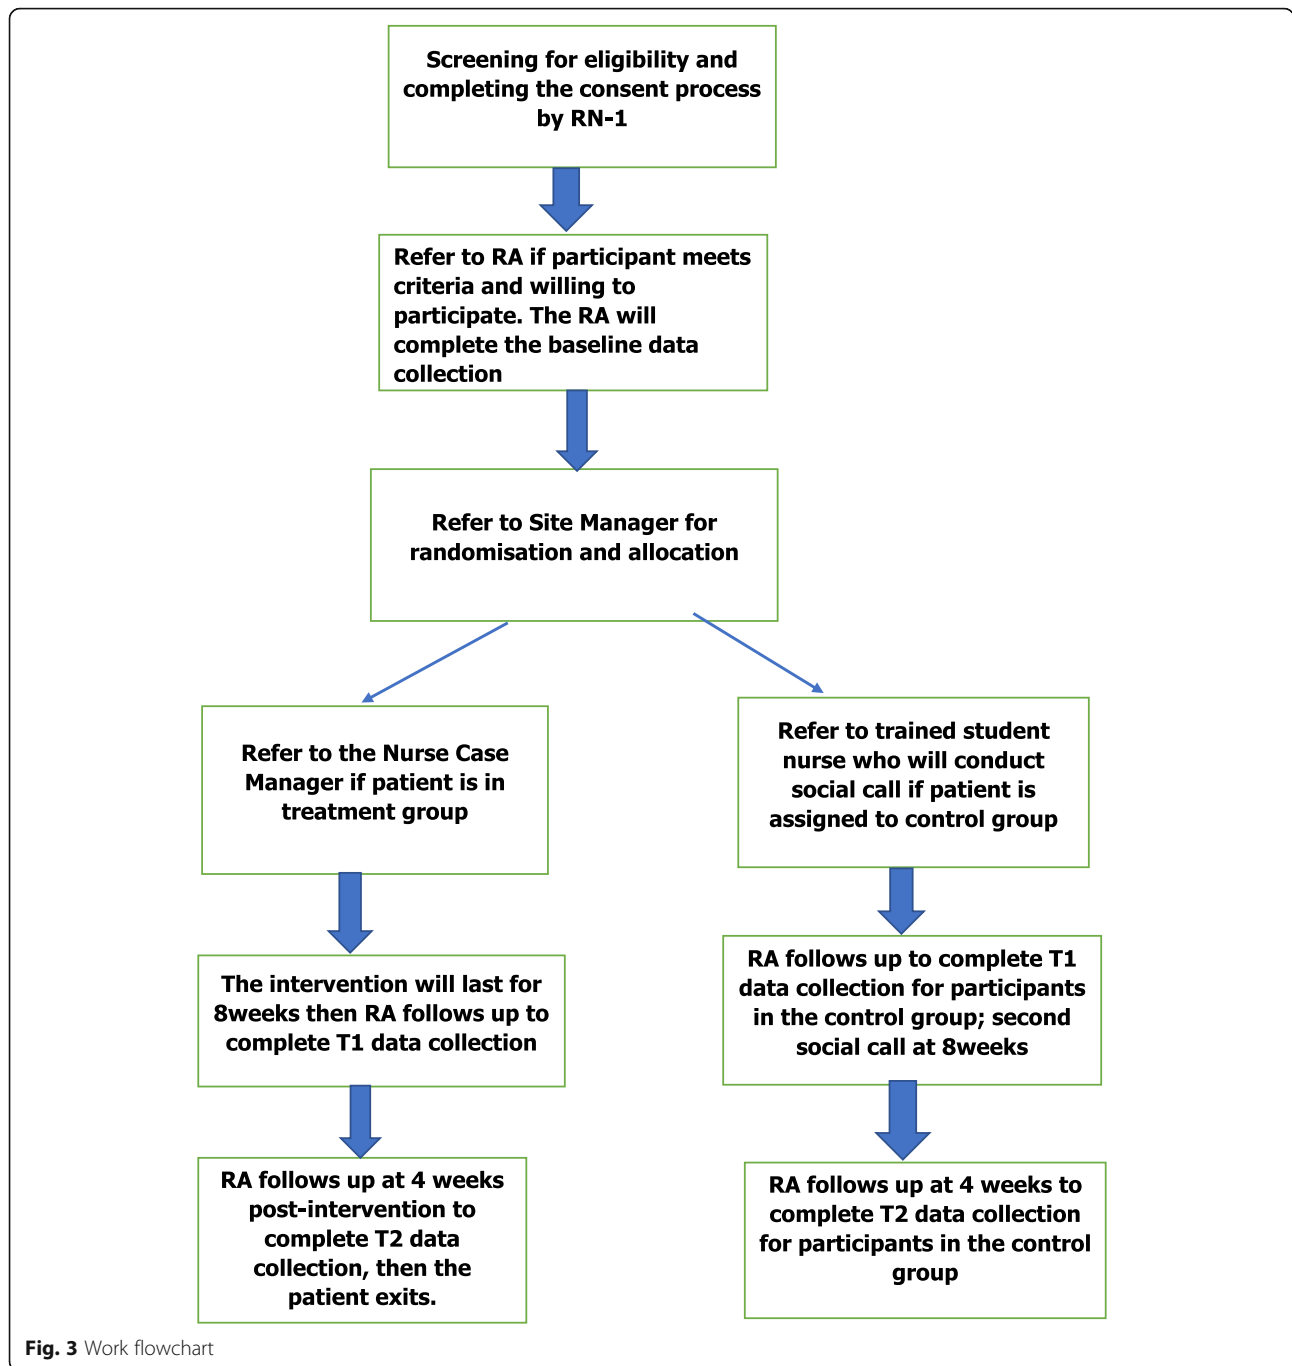 Screening for eligibility and
completing the consent process
by RN-1
Refer to RA if participant meets
criteria and willing to
participate. The RA will
complete the baseline data
collection
Refer to Site Manager for
randomisation and allocation
Refer to the Nurse Case
Manager if patient is in
treatment group
Refer to trained student
nurse who will conduct
social call if patient is
assigned to control group
The intervention will last for
8weeks then RA follows up to
complete T1 data collection
RA follows up to complete T1
data collection for participants
in the control group; second
social call at 8weeks
RA follows up at 4 weeks
post-intervention to
complete T2 data
collection, then the
patient exits.
RA follows up at 4 weeks to
complete T2 data collection
for participants in the control
group
Fig. 3 Work flowchart